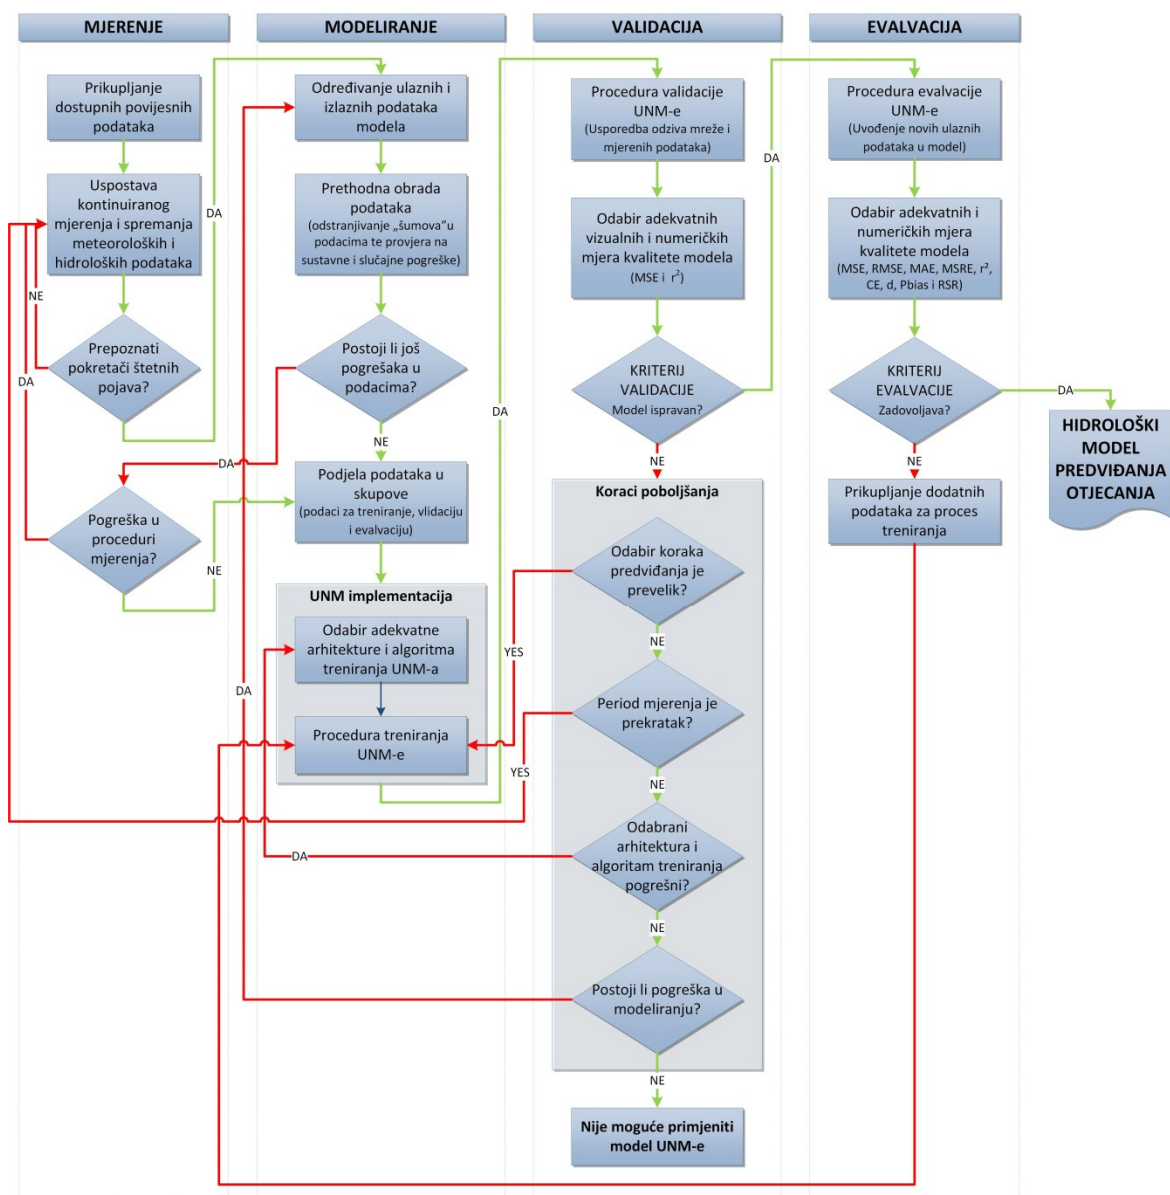 MJERENJE
MODELIRANJE
VALIDACIJA
EVALVACIJA
Prikupljanje
dostupnih povijesnih
podataka
Uspostava
kontinuiranog
mjerenja i spremanja
meteoroloških i
hidroloških podataka
NE
Prepoznati
pokretači štetnih
pojava?
DA
DA
Pogreška u
proceduri
mjerenja?
DA
NE
Određivanje ulaznih i
izlaznih podataka
modela
Prethodna obrada
podataka
(odstranjivanje „šumova"u
podacima te provjera na
sustavne i slučajne pogreške)
Postoji li još
pogrešaka u
podacima?
NE
Podjela podataka u
skupove
(podaci za treniranje, vlidaciju
i evalvaciju)
UNM implementacija
Odabir adekvatne
arhitekture i algoritma
treniranja UNM-a
Procedura treniranja
UNM-e
DA
DA
DA
YES
YES
Procedura validacije
UNM-e
(Usporedba odziva mreže i
mjerenih podataka)
Odabir adekvatnih
vizualnih i numeričkih
mjera kvalitete modela
(MSE i r²)
KRITERIJ
VALIDACIJE
Model ispravan?
DA
NE
Koraci poboljšanja
Odabir koraka
predviđanja je
prevelik?
NE
Period mjerenja je
prekratak?
NE
Odabrani
arhitektura i
algoritam treniranja
pogrešni?
NE
Postoji li pogreška u
modeliranju?
NE
Nije moguće primjeniti
model UNM-e
Procedura evalvacije
UNM-e
(Uvođenje novih ulaznih
podataka u model)
Odabir adekvatnih i
numeričkih mjera
kvalitete modela
(MSE, RMSE, MAE, MSRE, r²,
CE, d, Pbias i RSR)
KRITERIJ
EVALVACIJE
Zadovoljava?
DA
NE
Prikupljanje dodatnih
podataka za proces
treniranja
HIDROLOŠKI
MODEL
PREDVIĐANJA
OTJECANJA